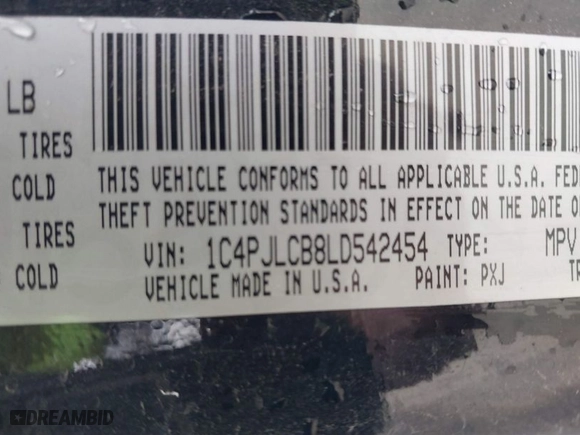 LB
TIRES
COLD
TIRES
COLD
THIS VEHICLE CONFORMS TO ALL APPLICABLE U.S.A. FED
THEFT PREVENTION STANDARDS IN EFFECT ON THE DATE O
VIN: 1C4PJLCB8LD542454 TYPE: MPV
VEHICLE MADE IN U.S.A. PAINT: PXJ
DREAMBID